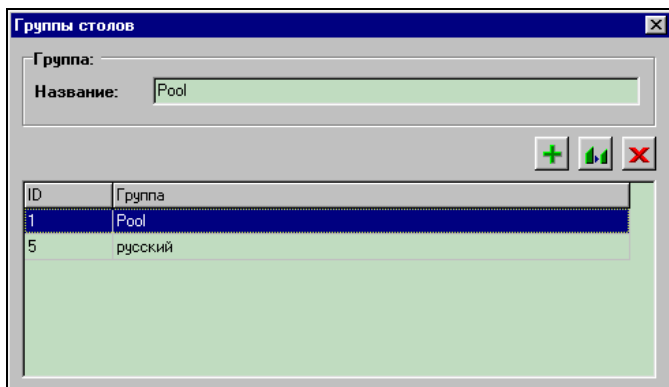 Группы столов
Группа:
Название: Pool
ID Группа
1 Pool
5 русский